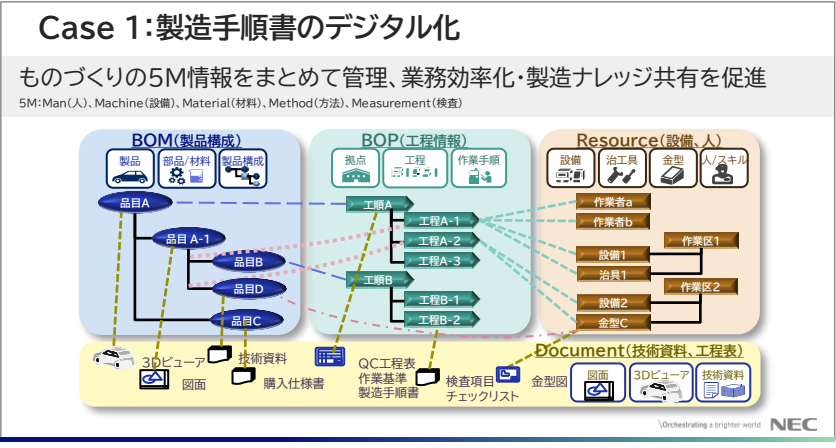 Case 1：製造手順書のデジタル化
ものづくりの5M情報をまとめて管理、業務効率化・製造ナレッジ共有を促進
5M：Man（人）、Machine（設備）、Material（材料）、Method（方法）、Measurement（検査）
BOM（製品構成）
製品
部品/材料
製品構成
品目A
品目 A-1
品目B
品目D
品目C
BOP（工程情報）
拠点
工程
作業手順
工順A
工程A-1
工程A-2
工程A-3
工順B
工程B-1
工程B-2
Resource（設備、人）
設備
治工具
金型
人/スキル
作業者a
作業者b
作業区1
設備1
治具1
作業区2
設備2
金型C
Document（技術資料、工程表）
3Dビューア
図面
技術資料
購入仕様書
QC工程表
作業基準
製造手順書
検査項目
チェックリスト
金型図
図面
3Dビューア
技術資料
\Orchestrating a brighter world
NEC